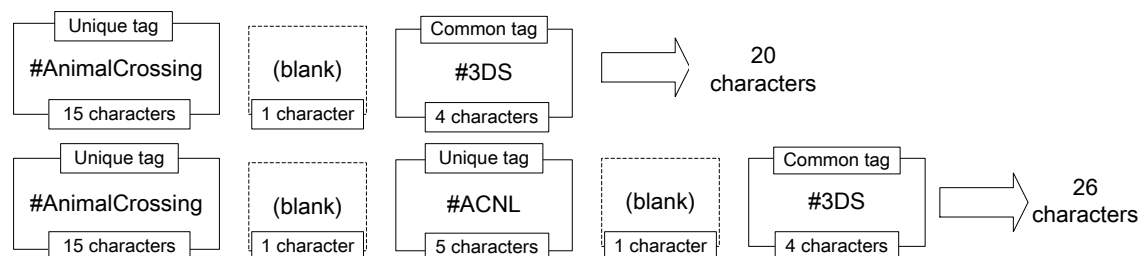 Unique tag
#AnimalCrossing
15 characters
(blank)
1 character
Common tag
#3DS
4 characters
20
characters
Unique tag
#AnimalCrossing
15 characters
(blank)
1 character
Unique tag
#ACNL
5 characters
(blank)
1 character
Common tag
#3DS
4 characters
26
characters